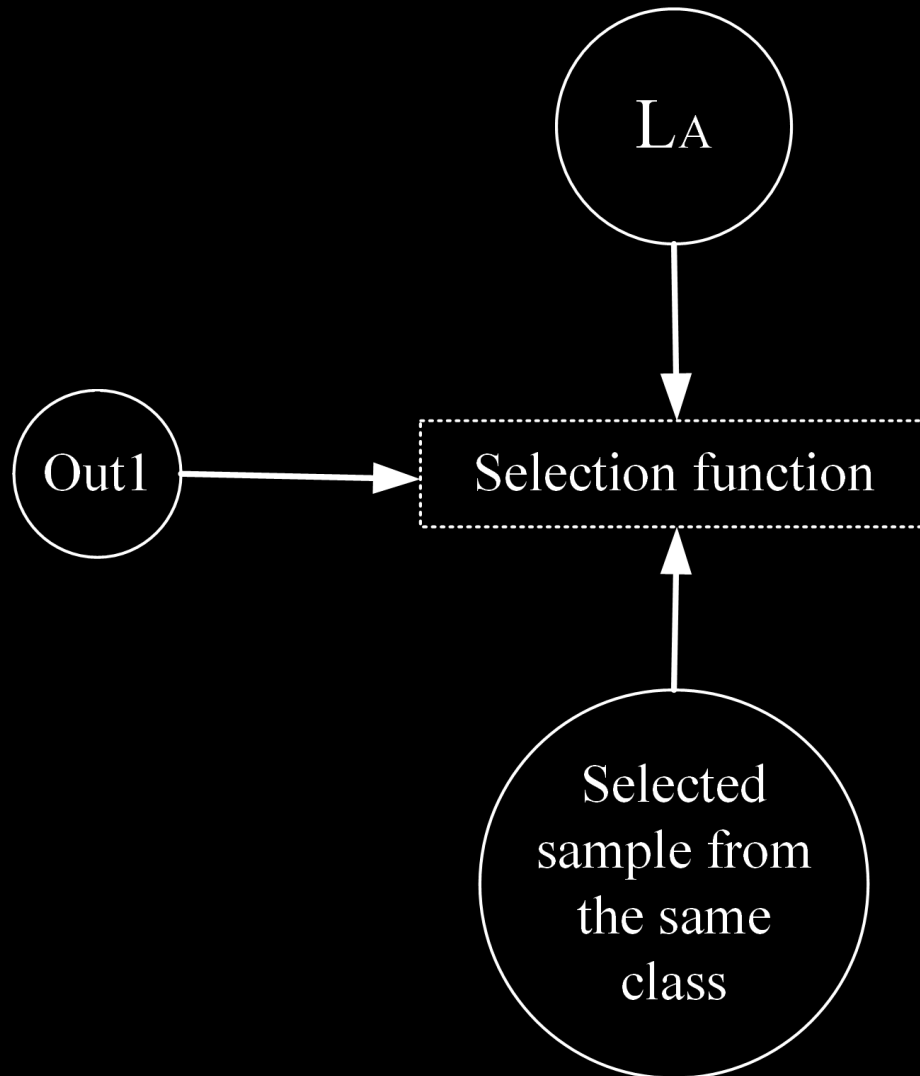 LA
Out1
Selection function
Selected
sample from
the same
class